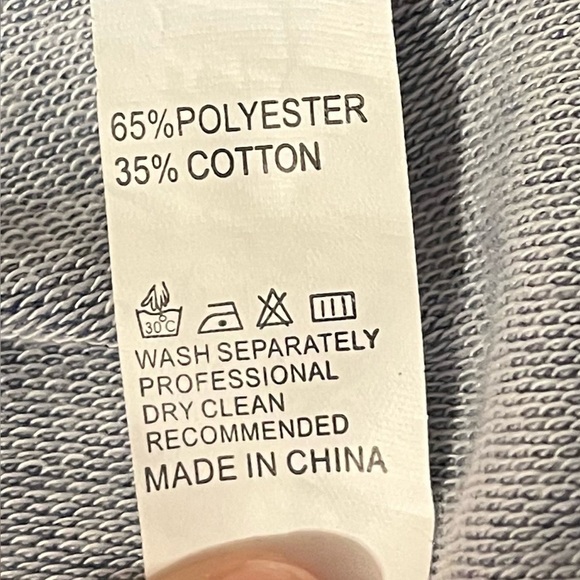 65%POLYESTER
35% COTTON
30°C
WASH SEPARATELY
PROFESSIONAL
DRY CLEAN
RECOMMENDED
MADE IN CHINA